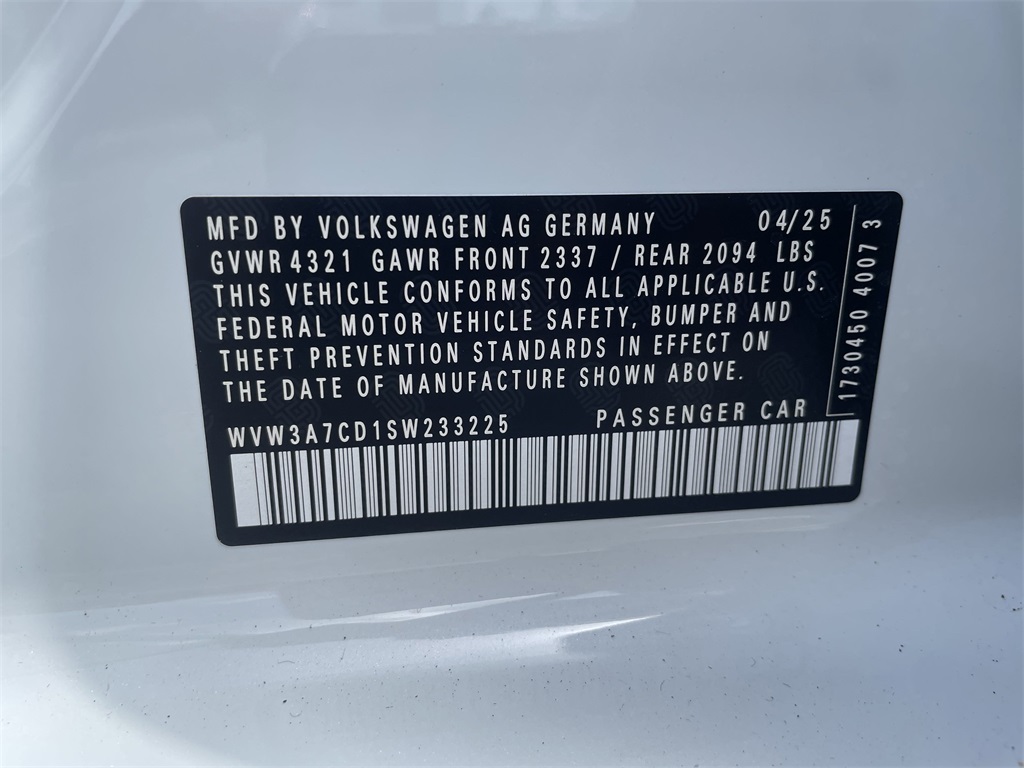 MFD BY VOLKSWAGEN AG GERMANY 04/25
GVWR 4321 GAWR FRONT 2337 / REAR 2094 LBS
THIS VEHICLE CONFORMS TO ALL APPLICABLE U.S.
FEDERAL MOTOR VEHICLE SAFETY, BUMPER AND
THEFT PREVENTION STANDARDS IN EFFECT ON
THE DATE OF MANUFACTURE SHOWN ABOVE.
WVW3A7CD1SW233225 PASSENGER CAR
1730450 4007 3